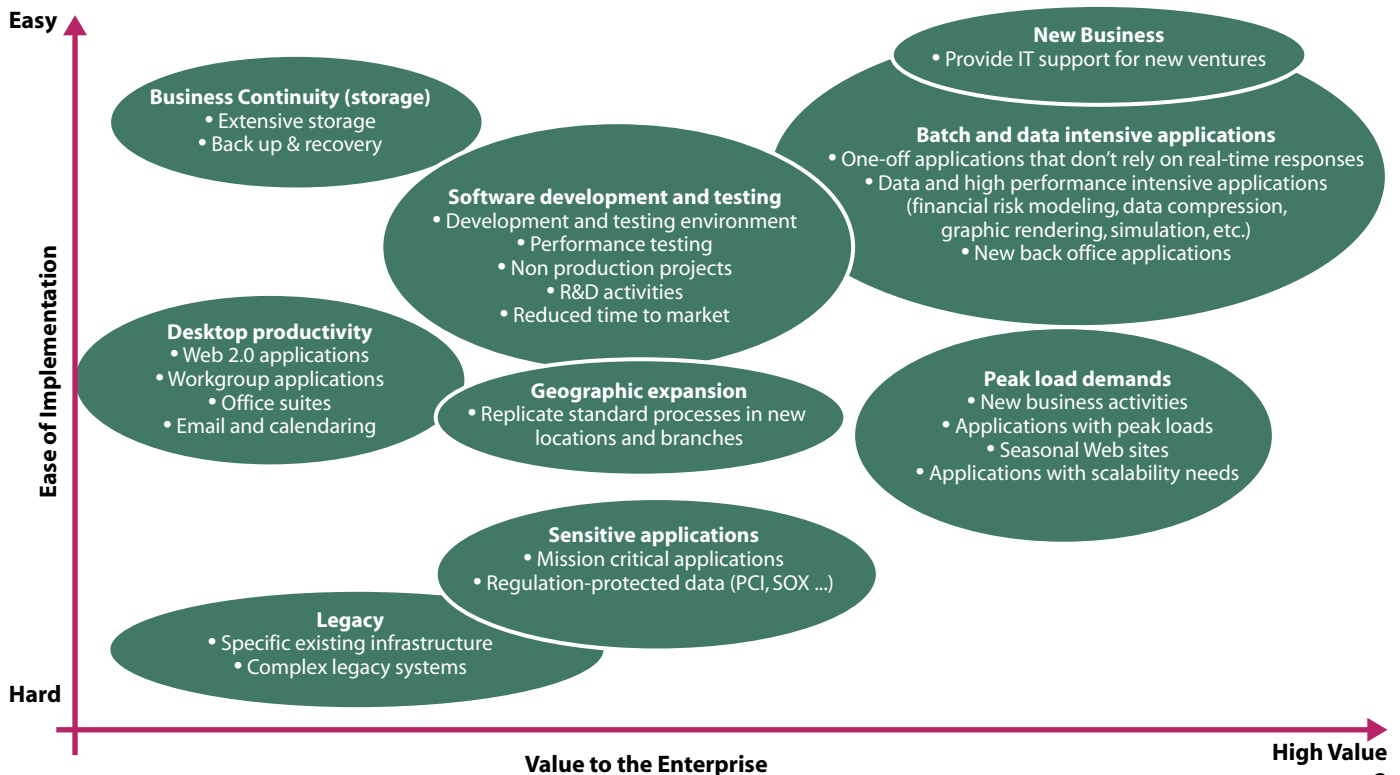 Easy
New Business
• Provide IT support for new ventures
Business Continuity (storage)
• Extensive storage
• Back up & recovery
Batch and data intensive applications
• One-off applications that don't rely on real-time responses
• Data and high performance intensive applications
(financial risk modeling, data compression,
graphic rendering, simulation, etc.)
• New back office applications
Software development and testing
• Development and testing environment
• Performance testing
• Non production projects
• R&D activities
• Reduced time to market
Ease of Implementation
Desktop productivity
• Web 2.0 applications
• Workgroup applications
• Office suites
• Email and calendaring
Geographic expansion
• Replicate standard processes in new
locations and branches
Peak load demands
• New business activities
• Applications with peak loads
• Seasonal Web sites
• Applications with scalability needs
Sensitive applications
• Mission critical applications
• Regulation-protected data (PCI, SOX ...)
Legacy
• Specific existing infrastructure
• Complex legacy systems
Hard
Value to the Enterprise
High Value